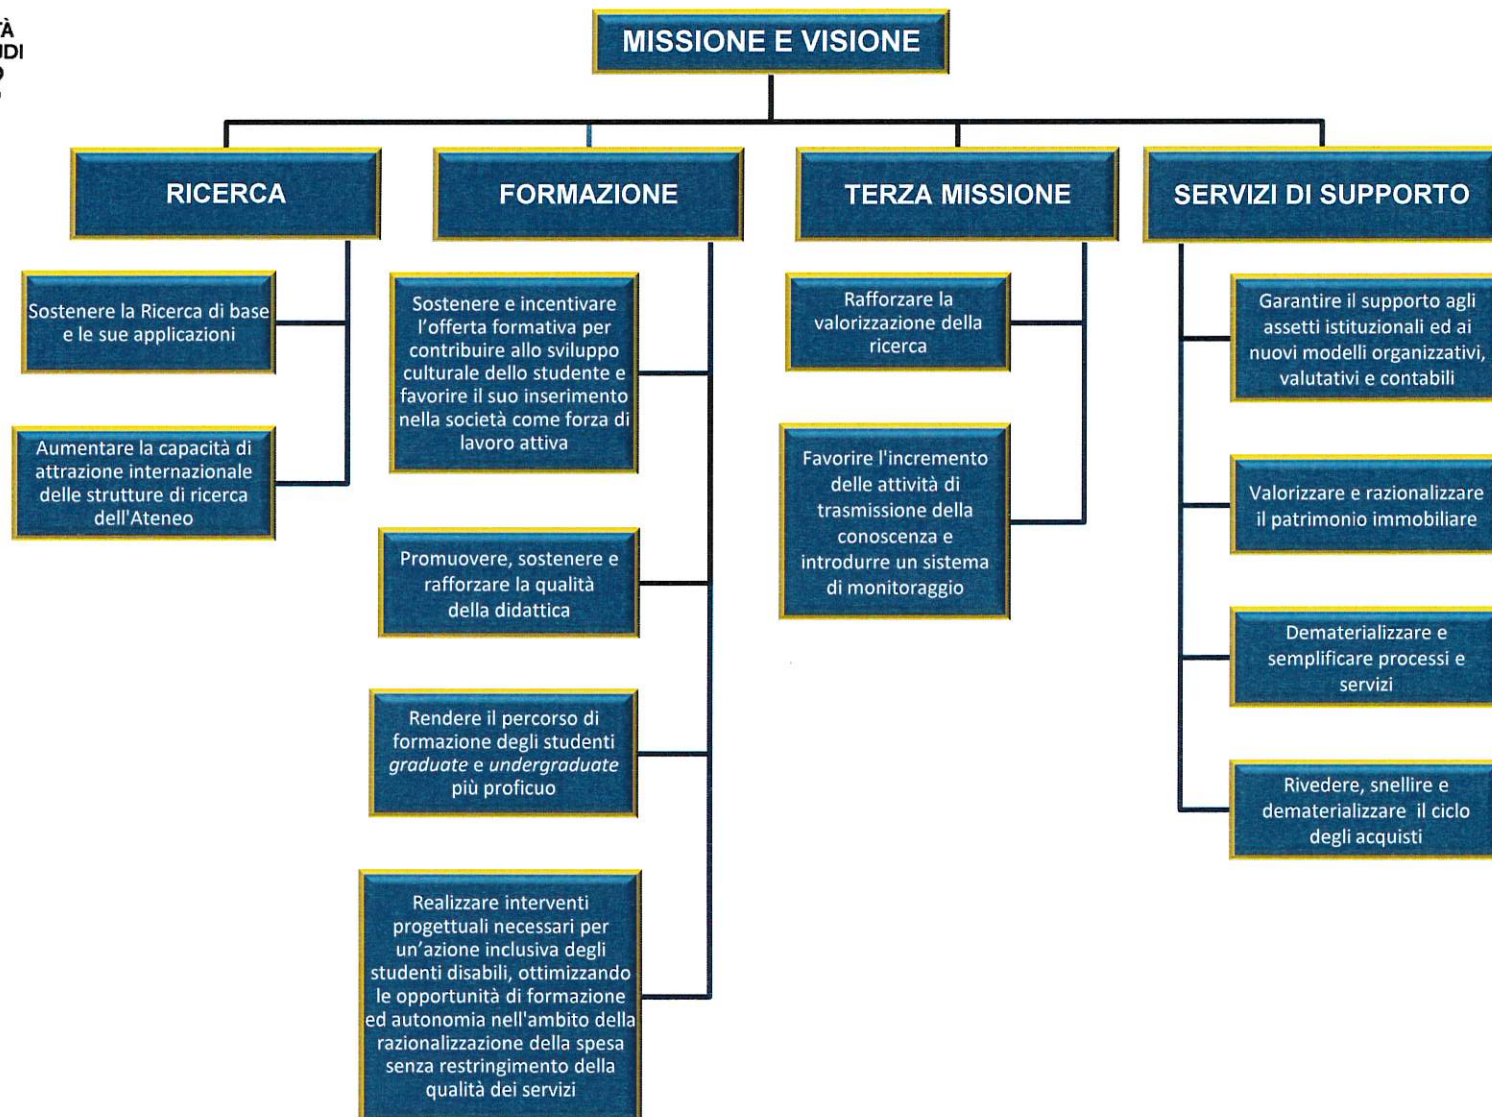 TÀ
MISSIONE E VISIONE
RICERCA
FORMAZIONE
TERZA MISSIONE
SERVIZI DI SUPPORTO
Sostenere la Ricerca di base
e le sue applicazioni
Aumentare la capacità di
attrazione internazionale
delle strutture di ricerca
dell'Ateneo
Sostenere e incentivare
l’offerta formativa per
contribuire allo sviluppo
culturale dello studente e
favorire il suo inserimento
nella società come forza di
lavoro attiva
Promuovere, sostenere e
rafforzare la qualità
della didattica
Rendere il percorso di
formazione degli studenti
graduate e undergraduate
più proficuo
Realizzare interventi
progettuali necessari per
un’azione inclusiva degli
studenti disabili, ottimizzando
le opportunità di formazione
ed autonomia nell'ambito della
razionalizzazione della spesa
senza restringimento della
qualità dei servizi
Rafforzare la
valorizzazione della
ricerca
Favorire l'incremento
delle attività di
trasmissione della
conoscenza e
introdurre un sistema
di monitoraggio
Garantire il supporto agli
assetti istituzionali ed ai
nuovi modelli organizzativi,
valutativi e contabili
Valorizzare e razionalizzare
il patrimonio immobiliare
Dematerializzare e
semplificare processi e
servizi
Rivedere, snellire e
dematerializzare il ciclo
degli acquisti